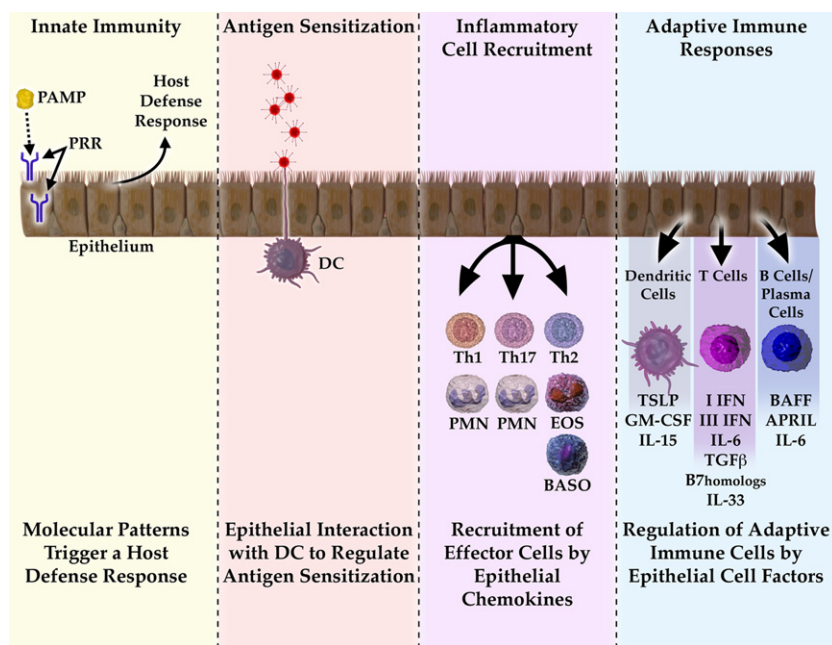 Innate Immunity
PAMP
Host
Defense
Response
PRR
Epithelium
Molecular Patterns
Trigger a Host
Defense Response
Antigen Sensitization
DC
Epithelial Interaction
with DC to Regulate
Antigen Sensitization
Inflammatory
Cell Recruitment
Th1
Th17
Th2
PMN
PMN
EOS
BASO
Recruitment of
Effector Cells by
Epithelial
Chemokines
Adaptive Immune
Responses
Dendritic
Cells
TSLP
GM-CSF
IL-15
T Cells
I IFN
III IFN
IL-6
TGFβ
B7homologs
IL-33
B Cells/
Plasma
Cells
BAFF
APRIL
IL-6
Regulation of Adaptive
Immune Cells by
Epithelial Cell Factors